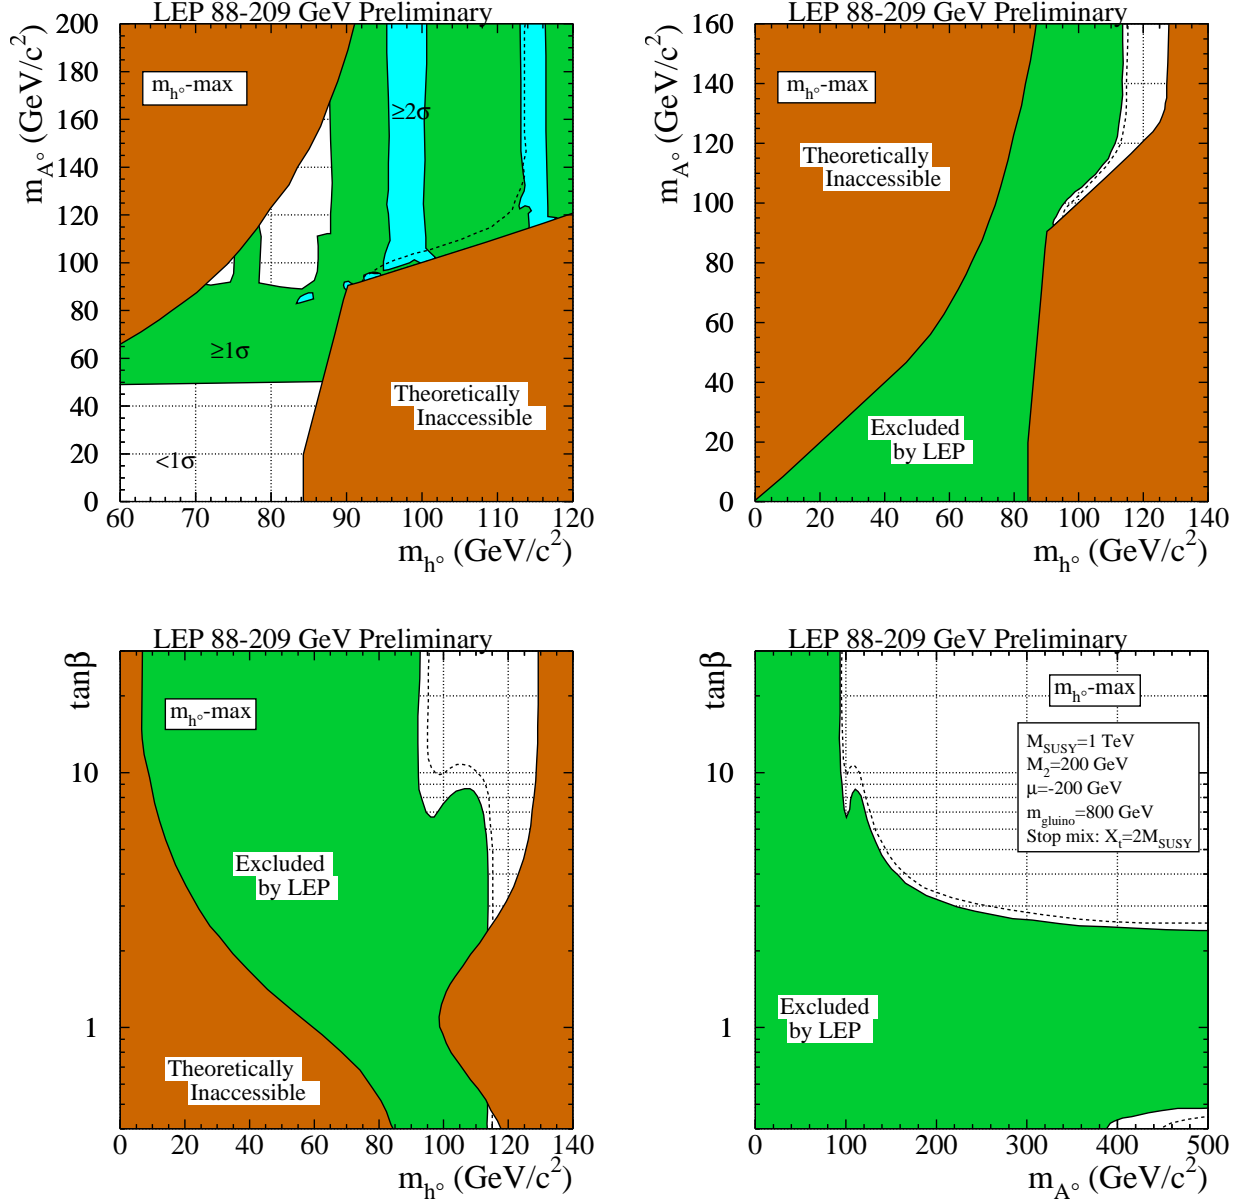 LEP 88-209 GeV Preliminary
m_A° (GeV/c²)
200
180
160
140
120
100
80
60
40
20
0
m_h°-max
≥2σ
≥1σ
<1σ
Theoretically
Inaccessible
60 70 80 90 100 110 120
m_h° (GeV/c²)
LEP 88-209 GeV Preliminary
m_A° (GeV/c²)
160
140
120
100
80
60
40
20
0
m_h°-max
Theoretically
Inaccessible
Excluded
by LEP
0 20 40 60 80 100 120 140
m_h° (GeV/c²)
LEP 88-209 GeV Preliminary
tanβ
10
1
m_h°-max
Excluded
by LEP
Theoretically
Inaccessible
0 20 40 60 80 100 120 140
m_h° (GeV/c²)
LEP 88-209 GeV Preliminary
tanβ
10
1
m_h°-max
M_SUSY=1 TeV
M_2=200 GeV
μ=-200 GeV
m_gluino=800 GeV
Stop mix: X_t=2M_SUSY
Excluded
by LEP
0 100 200 300 400 500
m_A° (GeV/c²)